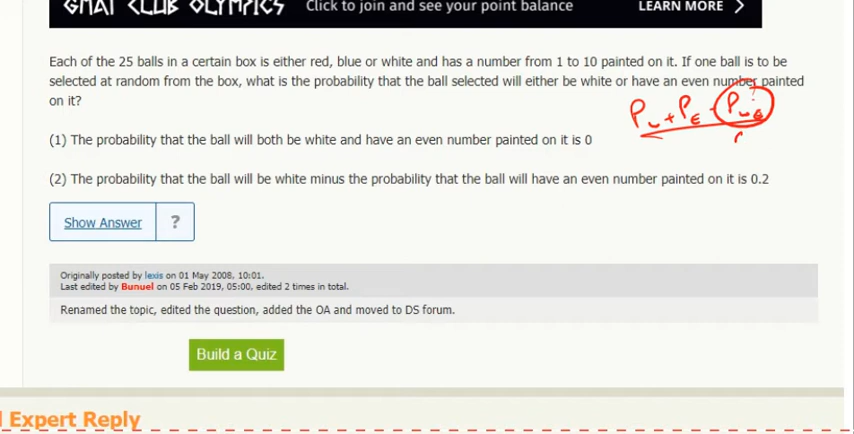 GMAT CLUB OLYMPICS Click to join and see your point balance LEARN MORE
Each of the 25 balls in a certain box is either red, blue or white and has a number from 1 to 10 painted on it. If one ball is to be
selected at random from the box, what is the probability that the ball selected will either be white or have an even number painted
on it?
P_w + P_E - P_w&E
(1) The probability that the ball will both be white and have an even number painted on it is 0
(2) The probability that the ball will be white minus the probability that the ball will have an even number painted on it is 0.2
Show Answer ?
Originally posted by lexis on 01 May 2008, 10:01.
Last edited by Bunuel on 05 Feb 2019, 05:00, edited 2 times in total.
Renamed the topic, edited the question, added the OA and moved to DS forum.
Build a Quiz
Expert Reply